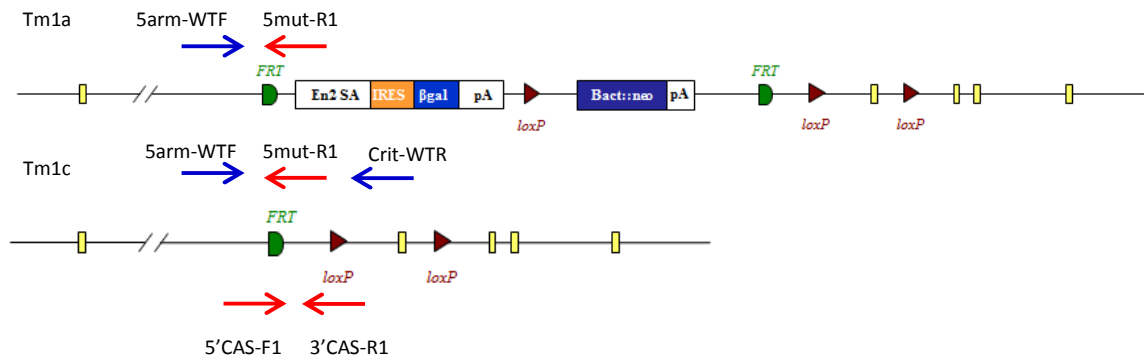 Tm1a 5arm-WTF 5mut-R1
FRT FRT
En2 SA IRES βgal pA Bact::neo pA
loxP loxP loxP
Tm1c 5arm-WTF 5mut-R1 Crit-WTR
FRT
loxP loxP
5’CAS-F1 3’CAS-R1